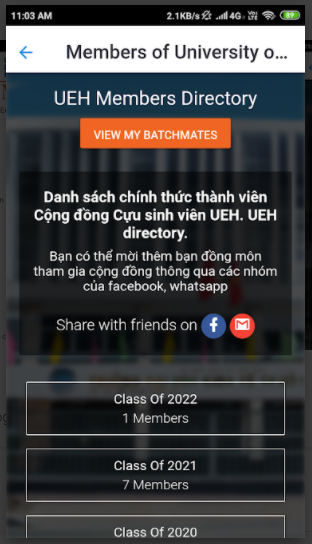 11:03 AM 2.1KB/s 4G 89
Members of University o...
UEH Members Directory
VIEW MY BATCHMATES
Danh sách chính thức thành viên
Cộng đồng Cựu sinh viên UEH. UEH
directory.
Bạn có thể mời thêm bạn đồng môn
tham gia cộng đồng thông qua các nhóm
của facebook, whatsapp
Share with friends on
Class Of 2022
1 Members
Class Of 2021
7 Members
Class Of 2020